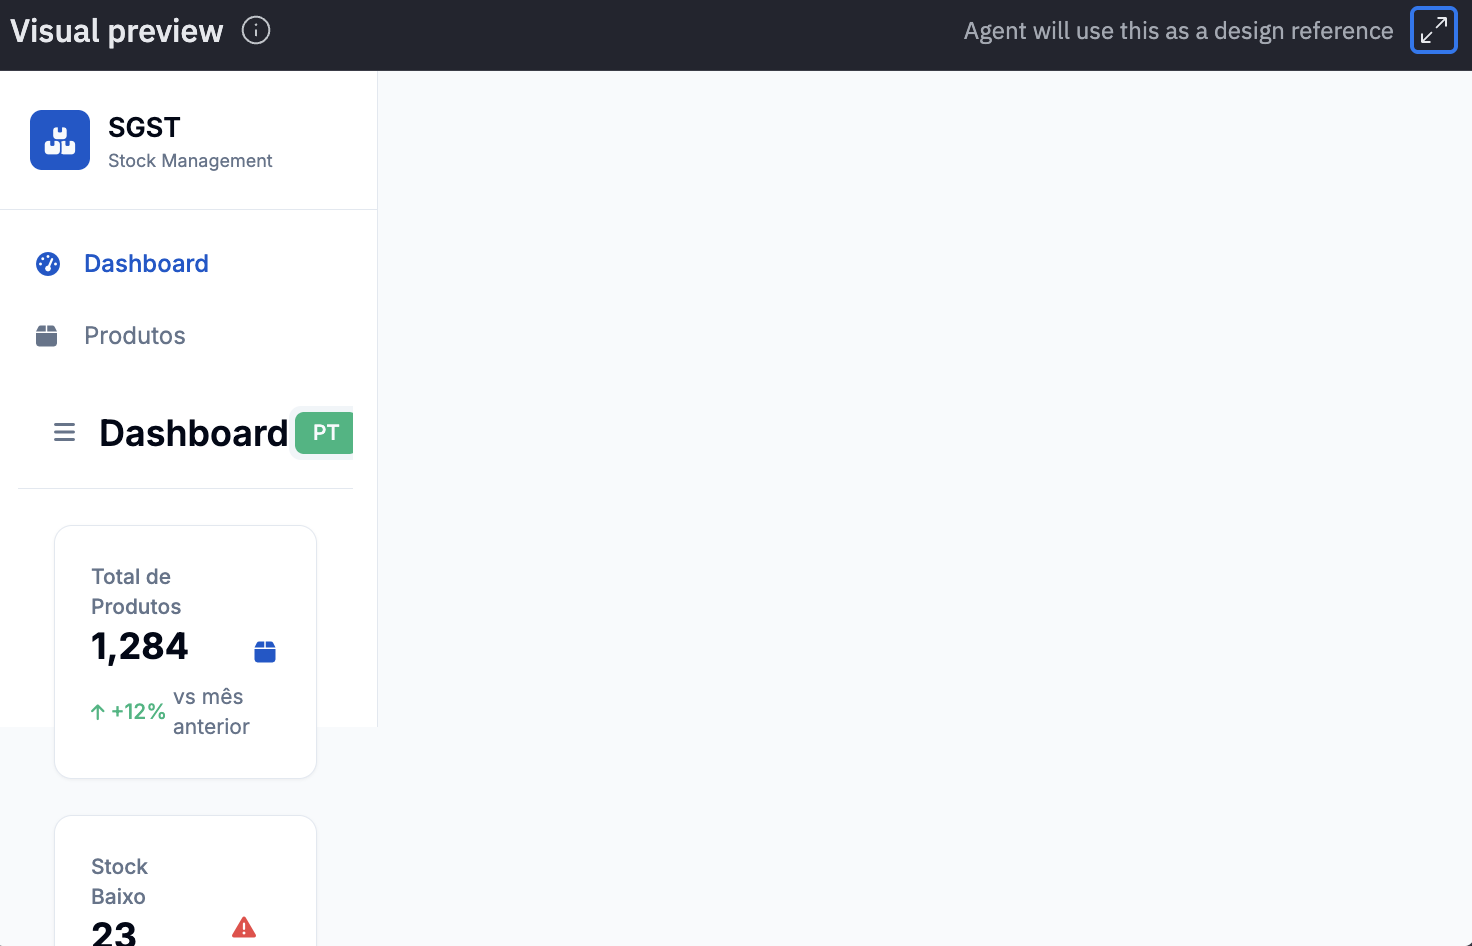 Visual preview
Agent will use this as a design reference
SGST
Stock Management
Dashboard
Produtos
Dashboard
PT
Total de
Produtos
1,284
+12%
vs mês
anterior
Stock
Baixo
23